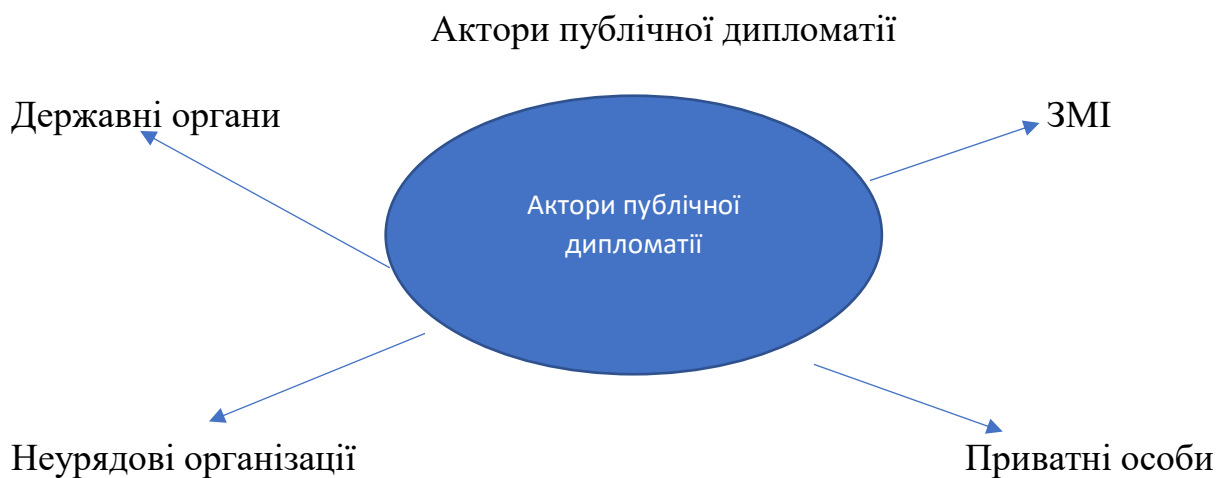 Актори публічної дипломатії
Державні органи
ЗМІ
Актори публічної
дипломатії
Неурядові організації
Приватні особи